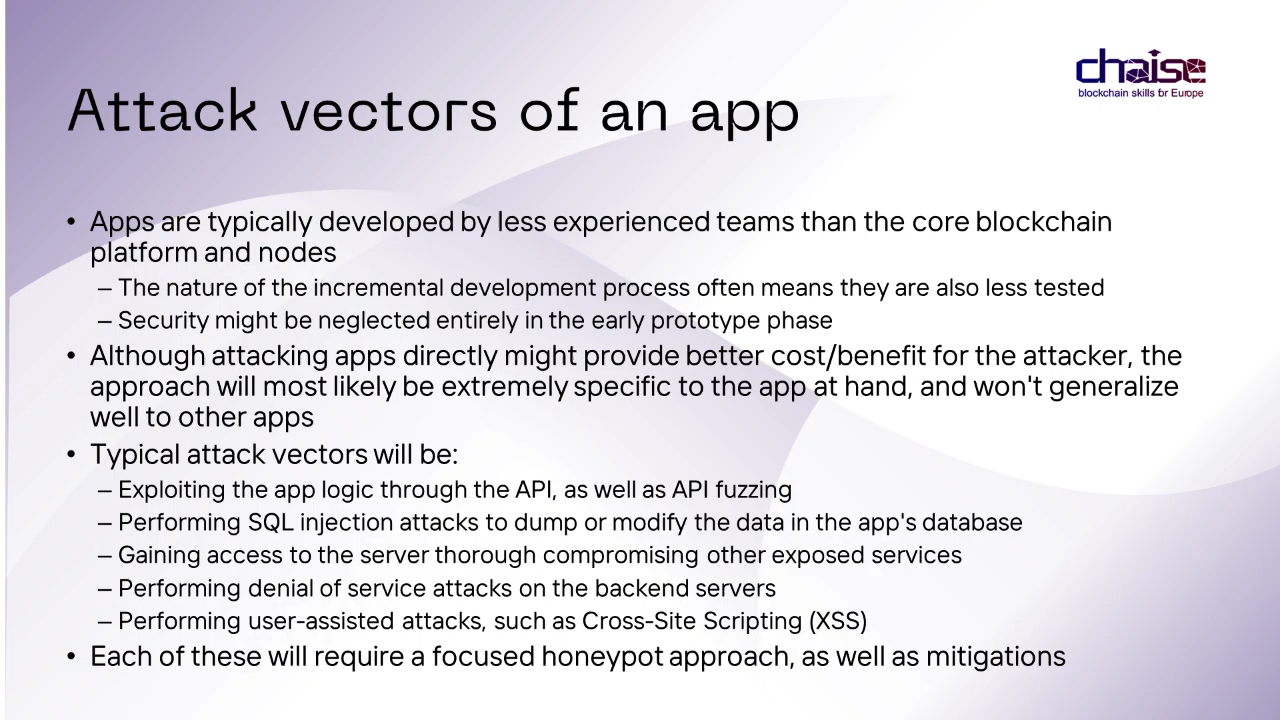 chaise
blockchain skills for Europe
Attack vectors of an app
• Apps are typically developed by less experienced teams than the core blockchain
platform and nodes
– The nature of the incremental development process often means they are also less tested
– Security might be neglected entirely in the early prototype phase
• Although attacking apps directly might provide better cost/benefit for the attacker, the
approach will most likely be extremely specific to the app at hand, and won't generalize
well to other apps
• Typical attack vectors will be:
– Exploiting the app logic through the API, as well as API fuzzing
– Performing SQL injection attacks to dump or modify the data in the app's database
– Gaining access to the server thorough compromising other exposed services
– Performing denial of service attacks on the backend servers
– Performing user-assisted attacks, such as Cross-Site Scripting (XSS)
• Each of these will require a focused honeypot approach, as well as mitigations